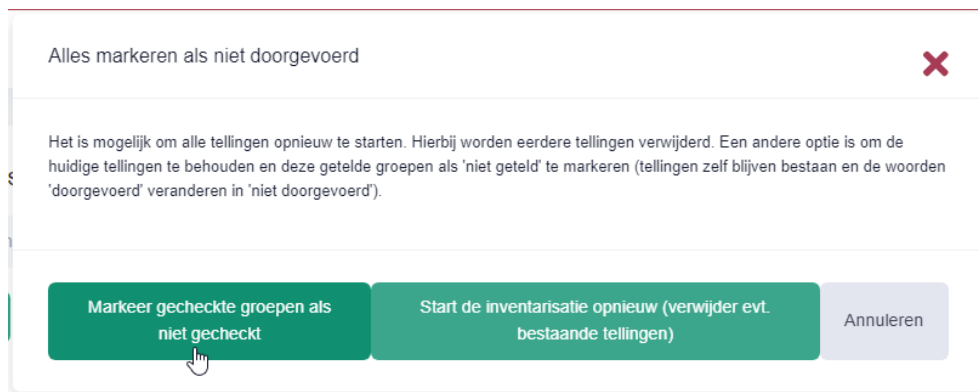 Alles markeren als niet doorgevoerd
Het is mogelijk om alle tellingen opnieuw te starten. Hierbij worden eerdere tellingen verwijderd. Een andere optie is om de
huidige tellingen te behouden en deze getelde groepen als 'niet geteld' te markeren (tellingen zelf blijven bestaan en de woorden
'doorgevoerd' veranderen in 'niet doorgevoerd').
Markeer gecheckte groepen als
niet gecheckt
Start de inventarisatie opnieuw (verwijder evt.
bestaande tellingen)
Annuleren